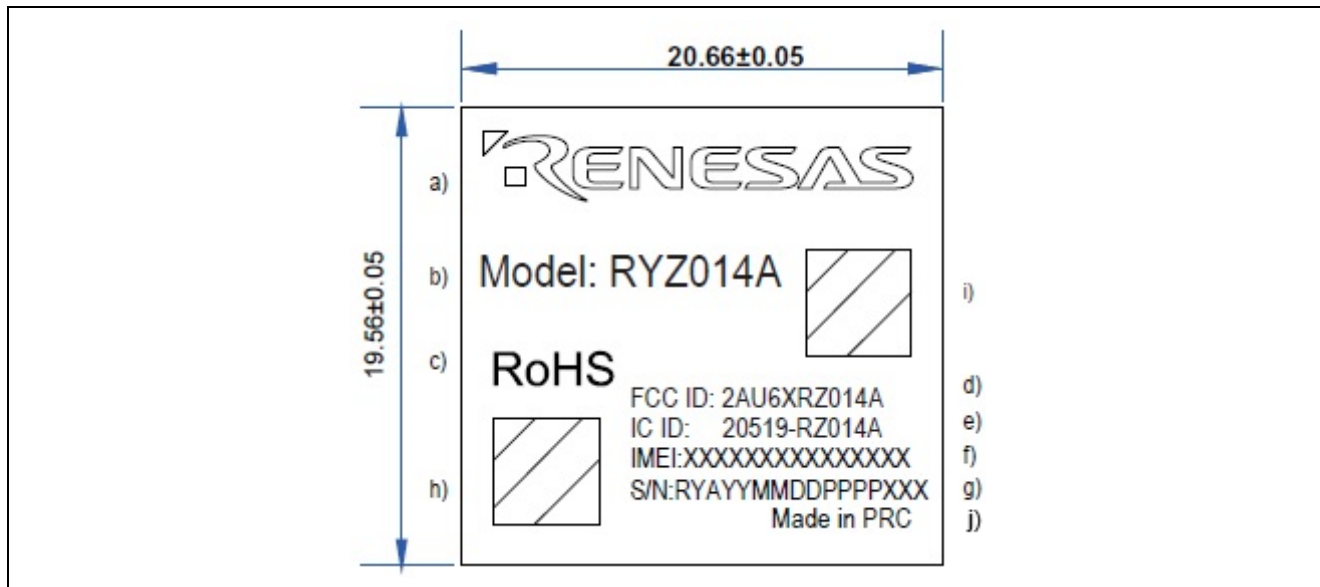 20.66±0.05
19.56±0.05
a)
RENESAS
b)
Model: RYZ014A
i)
c)
RoHS
FCC ID: 2AU6XRZ014A
d)
IC ID: 20519-RZ014A
e)
IMEI:XXXXXXXXXXXXXXX
f)
h)
S/N:RYAYYMMDDPPPPXXX
g)
Made in PRC
j)